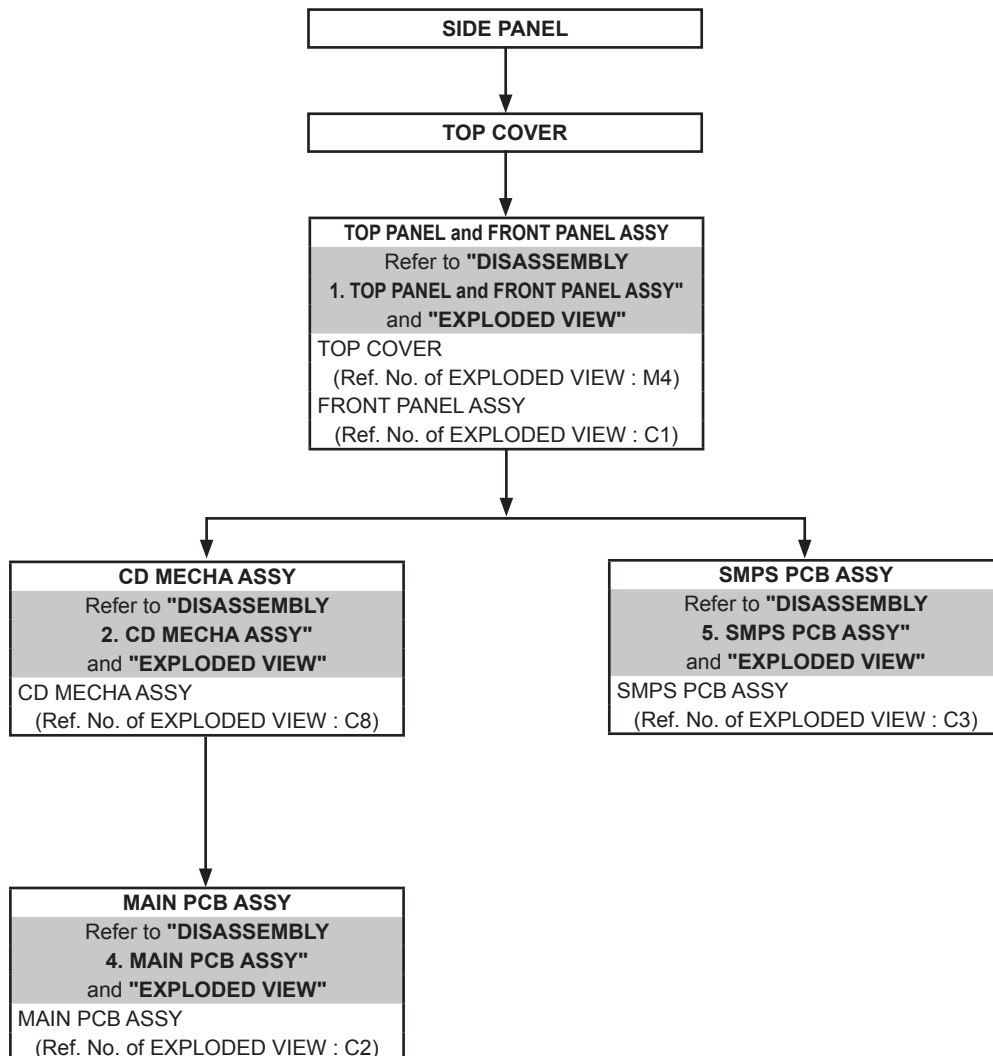 SIDE PANEL
TOP COVER
TOP PANEL and FRONT PANEL ASSY
Refer to "DISASSEMBLY
1. TOP PANEL and FRONT PANEL ASSY"
and "EXPLODED VIEW"
TOP COVER
(Ref. No. of EXPLODED VIEW : M4)
FRONT PANEL ASSY
(Ref. No. of EXPLODED VIEW : C1)
CD MECHA ASSY
Refer to "DISASSEMBLY
2. CD MECHA ASSY"
and "EXPLODED VIEW"
CD MECHA ASSY
(Ref. No. of EXPLODED VIEW : C8)
SMPS PCB ASSY
Refer to "DISASSEMBLY
5. SMPS PCB ASSY"
and "EXPLODED VIEW"
SMPS PCB ASSY
(Ref. No. of EXPLODED VIEW : C3)
MAIN PCB ASSY
Refer to "DISASSEMBLY
4. MAIN PCB ASSY"
and "EXPLODED VIEW"
MAIN PCB ASSY
(Ref. No. of EXPLODED VIEW : C2)